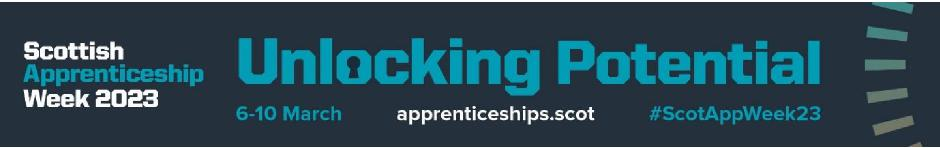 Scottish
Apprenticeship
Week 2023
Unlocking Potential
6-10 March apprenticeships.scot #ScotAppWeek23